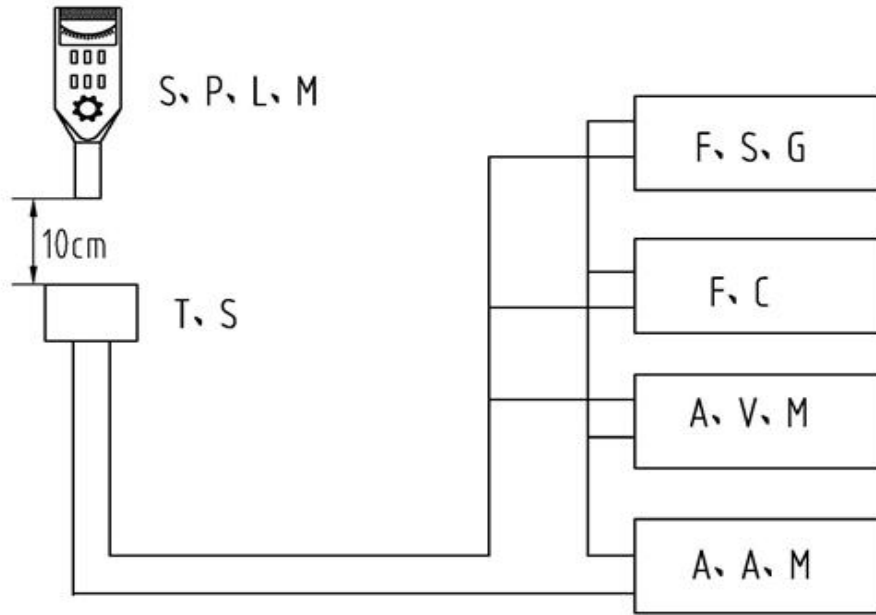 S、P、L、M
F、S、G
10cm
T、S
F、C
A、V、M
A、A、M